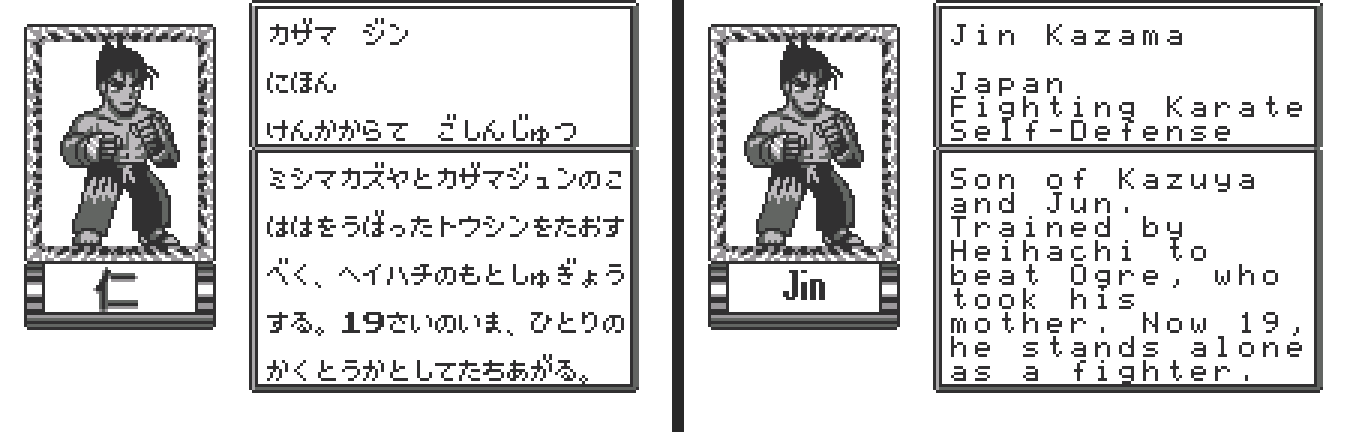 カザマ ジン
にほん
けんかからて ごしんじゅつ
ミシマカズヤとカザマジュンのこ
ははをうばったトウシンをたおす
べく、ヘイハチのもとしゅぎょう
する。19さいのいま、ひとりの
かくとうかとしてたちあがる。
仁
Jin Kazama
Japan
Fighting Karate
Self-Defense
Son of Kazuya
and Jun.
Trained by
Heihachi to
beat Ogre, who
took his
mother. Now 19,
he stands alone
as a fighter.
Jin